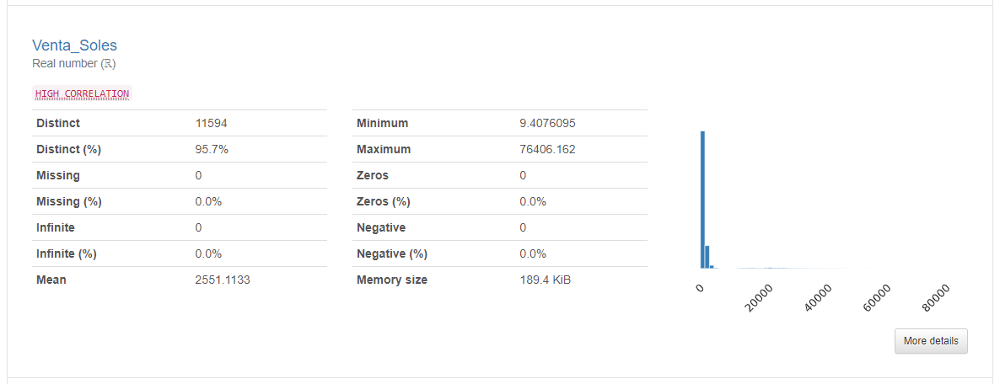 Venta_Soles
Real number (ℝ)
HIGH CORRELATION
Distinct 11594
Distinct (%) 95.7%
Missing 0
Missing (%) 0.0%
Infinite 0
Infinite (%) 0.0%
Mean 2551.1133
Minimum 9.4076095
Maximum 76406.162
Zeros 0
Zeros (%) 0.0%
Negative 0
Negative (%) 0.0%
Memory size 189.4 KiB
0 20000 40000 60000 80000
More details